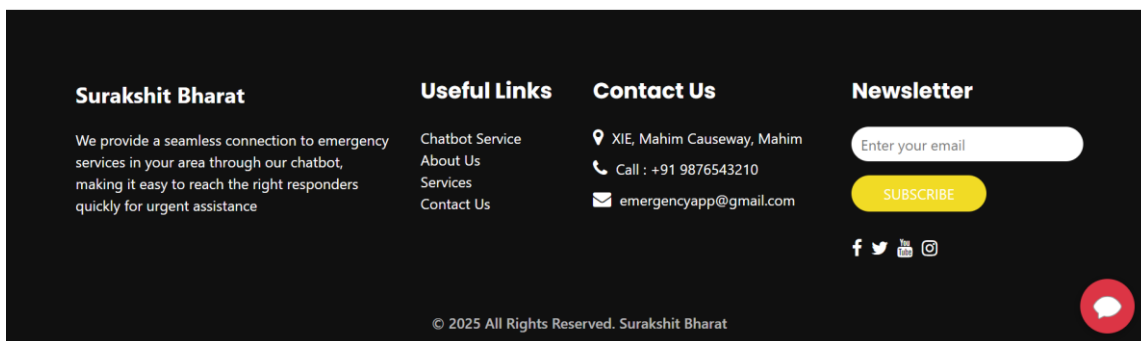 Surakshit Bharat
We provide a seamless connection to emergency
services in your area through our chatbot,
making it easy to reach the right responders
quickly for urgent assistance
Useful Links
Chatbot Service
About Us
Services
Contact Us
Contact Us
XIE, Mahim Causeway, Mahim
Call : +91 9876543210
emergencyapp@gmail.com
Newsletter
Enter your email
SUBSCRIBE
You
Tube
© 2025 All Rights Reserved. Surakshit Bharat